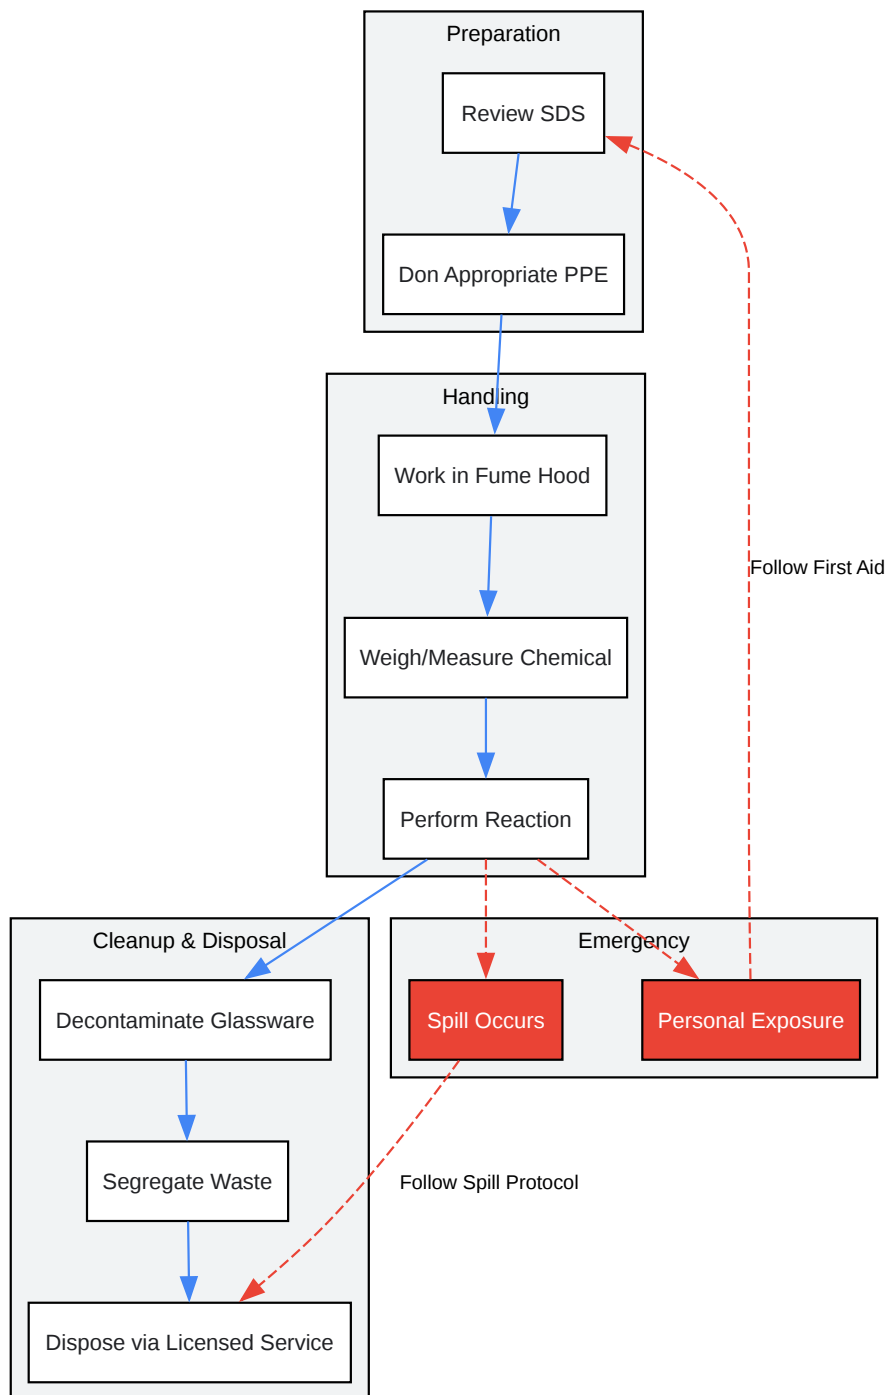 Preparation
Review SDS
Don Appropriate PPE
Handling
Work in Fume Hood
Follow First Aid
Weigh/Measure Chemical
Perform Reaction
Cleanup & Disposal
Emergency
Decontaminate Glassware
Spill Occurs
Personal Exposure
Segregate Waste
Follow Spill Protocol
Dispose via Licensed Service